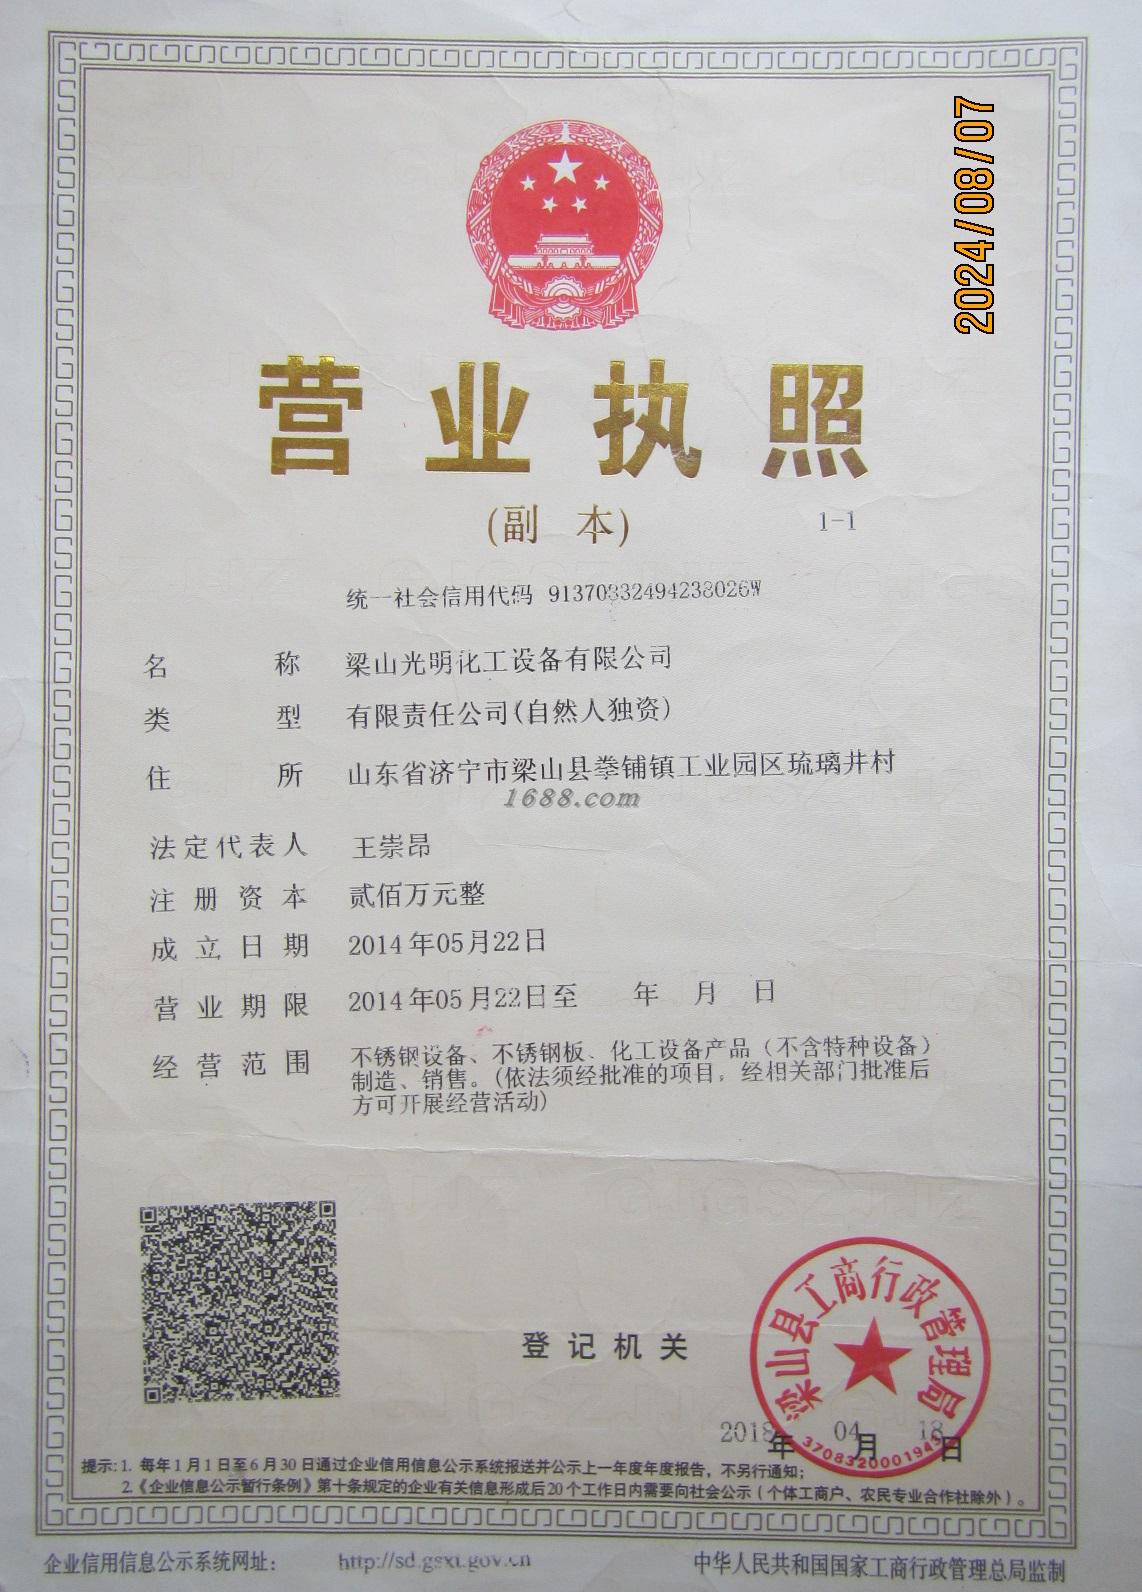 2024/08/07
营业执照
(副 本)
1-1
统一社会信用代码 91370832494238026W
名 称 梁山光明化工设备有限公司
类 型 有限责任公司(自然人独资)
住 所 山东省济宁市梁山县拳铺镇工业园区琉璃井村
1688.com
法定代表人 王崇昂
注册资本 贰佰万元整
成立日期 2014年05月22日
营业期限 2014年05月22日至 年 月 日
经营范围 不锈钢设备、不锈钢板、化工设备产品（不含特种设备）
制造、销售。(依法须经批准的项目，经相关部门批准后
方可开展经营活动)
登记机关
梁山县工商行政管理局
2018年04月18日
提示:1. 每年1月1日至6月30日通过企业信用信息公示系统报送并公示上一年度年度报告，不另行通知；
2.《企业信息公示暂行条例》第十条规定的企业有关信息形成后20个工作日内需要向社会公示（个体工商户、农民专业合作社除外）。
企业信用信息公示系统网址： http://sd.gsxt.gov.cn 中华人民共和国国家工商行政管理总局监制